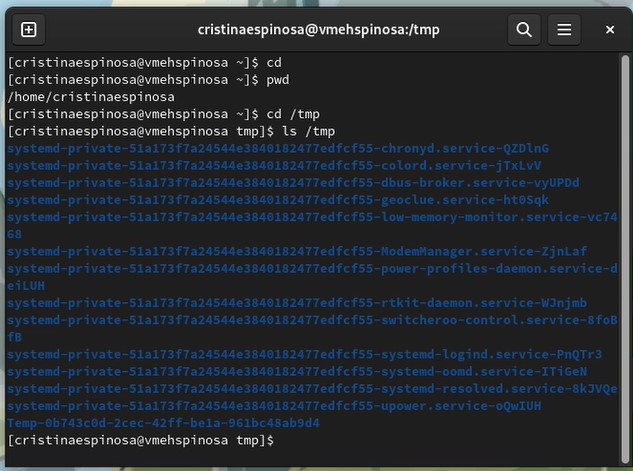 cristinaespinosa@vmehspinosa:/tmp
[cristinaespinosa@vmehspinosa ~]$ cd
[cristinaespinosa@vmehspinosa ~]$ pwd
/home/cristinaespinosa
[cristinaespinosa@vmehspinosa ~]$ cd /tmp
[cristinaespinosa@vmehspinosa tmp]$ ls /tmp
systemd-private-51a173f7a24544e3840182477edfcf55-chronyd.service-QZDlnG
systemd-private-51a173f7a24544e3840182477edfcf55-colord.service-jTxLvV
systemd-private-51a173f7a24544e3840182477edfcf55-dbus-broker.service-vyUPDd
systemd-private-51a173f7a24544e3840182477edfcf55-geoclue.service-ht0Sqk
systemd-private-51a173f7a24544e3840182477edfcf55-low-memory-monitor.service-vc74
68
systemd-private-51a173f7a24544e3840182477edfcf55-ModemManager.service-ZjnLaf
systemd-private-51a173f7a24544e3840182477edfcf55-power-profiles-daemon.service-d
eiLUH
systemd-private-51a173f7a24544e3840182477edfcf55-rtkit-daemon.service-WJnjmb
systemd-private-51a173f7a24544e3840182477edfcf55-switcheroo-control.service-8foB
fB
systemd-private-51a173f7a24544e3840182477edfcf55-systemd-logind.service-PnQTr3
systemd-private-51a173f7a24544e3840182477edfcf55-systemd-oomd.service-ITiGeN
systemd-private-51a173f7a24544e3840182477edfcf55-systemd-resolved.service-8kJVQe
systemd-private-51a173f7a24544e3840182477edfcf55-upower.service-oQwIUH
Temp-0b743c0d-2cec-42ff-be1a-961bc48ab9d4
[cristinaespinosa@vmehspinosa tmp]$